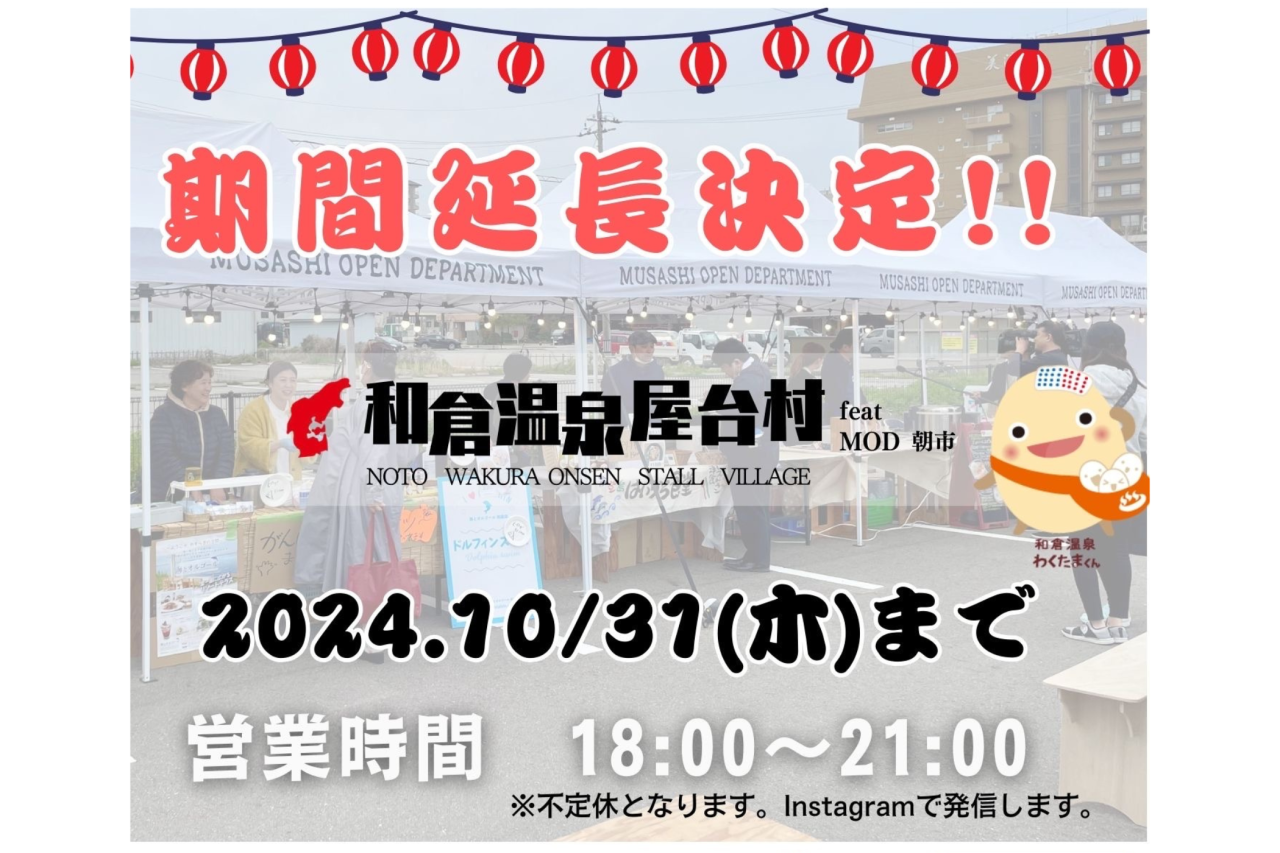 期間延長決定!!
MUSASHI OPEN DEPARTMENT
MUSASHI OPEN DEPARTMENT
MUSASHI OPEN DEPARTMENT
MUSASHI OPEN DEPART
和倉温泉屋台村
feat
MOD 朝市
NOTO WAKURA ONSEN STALL VILLAGE
和倉温泉
わくたまくん
2024.10/31(木)まで
営業時間 18:00～21:00
※不定休となります。Instagramで発信します。